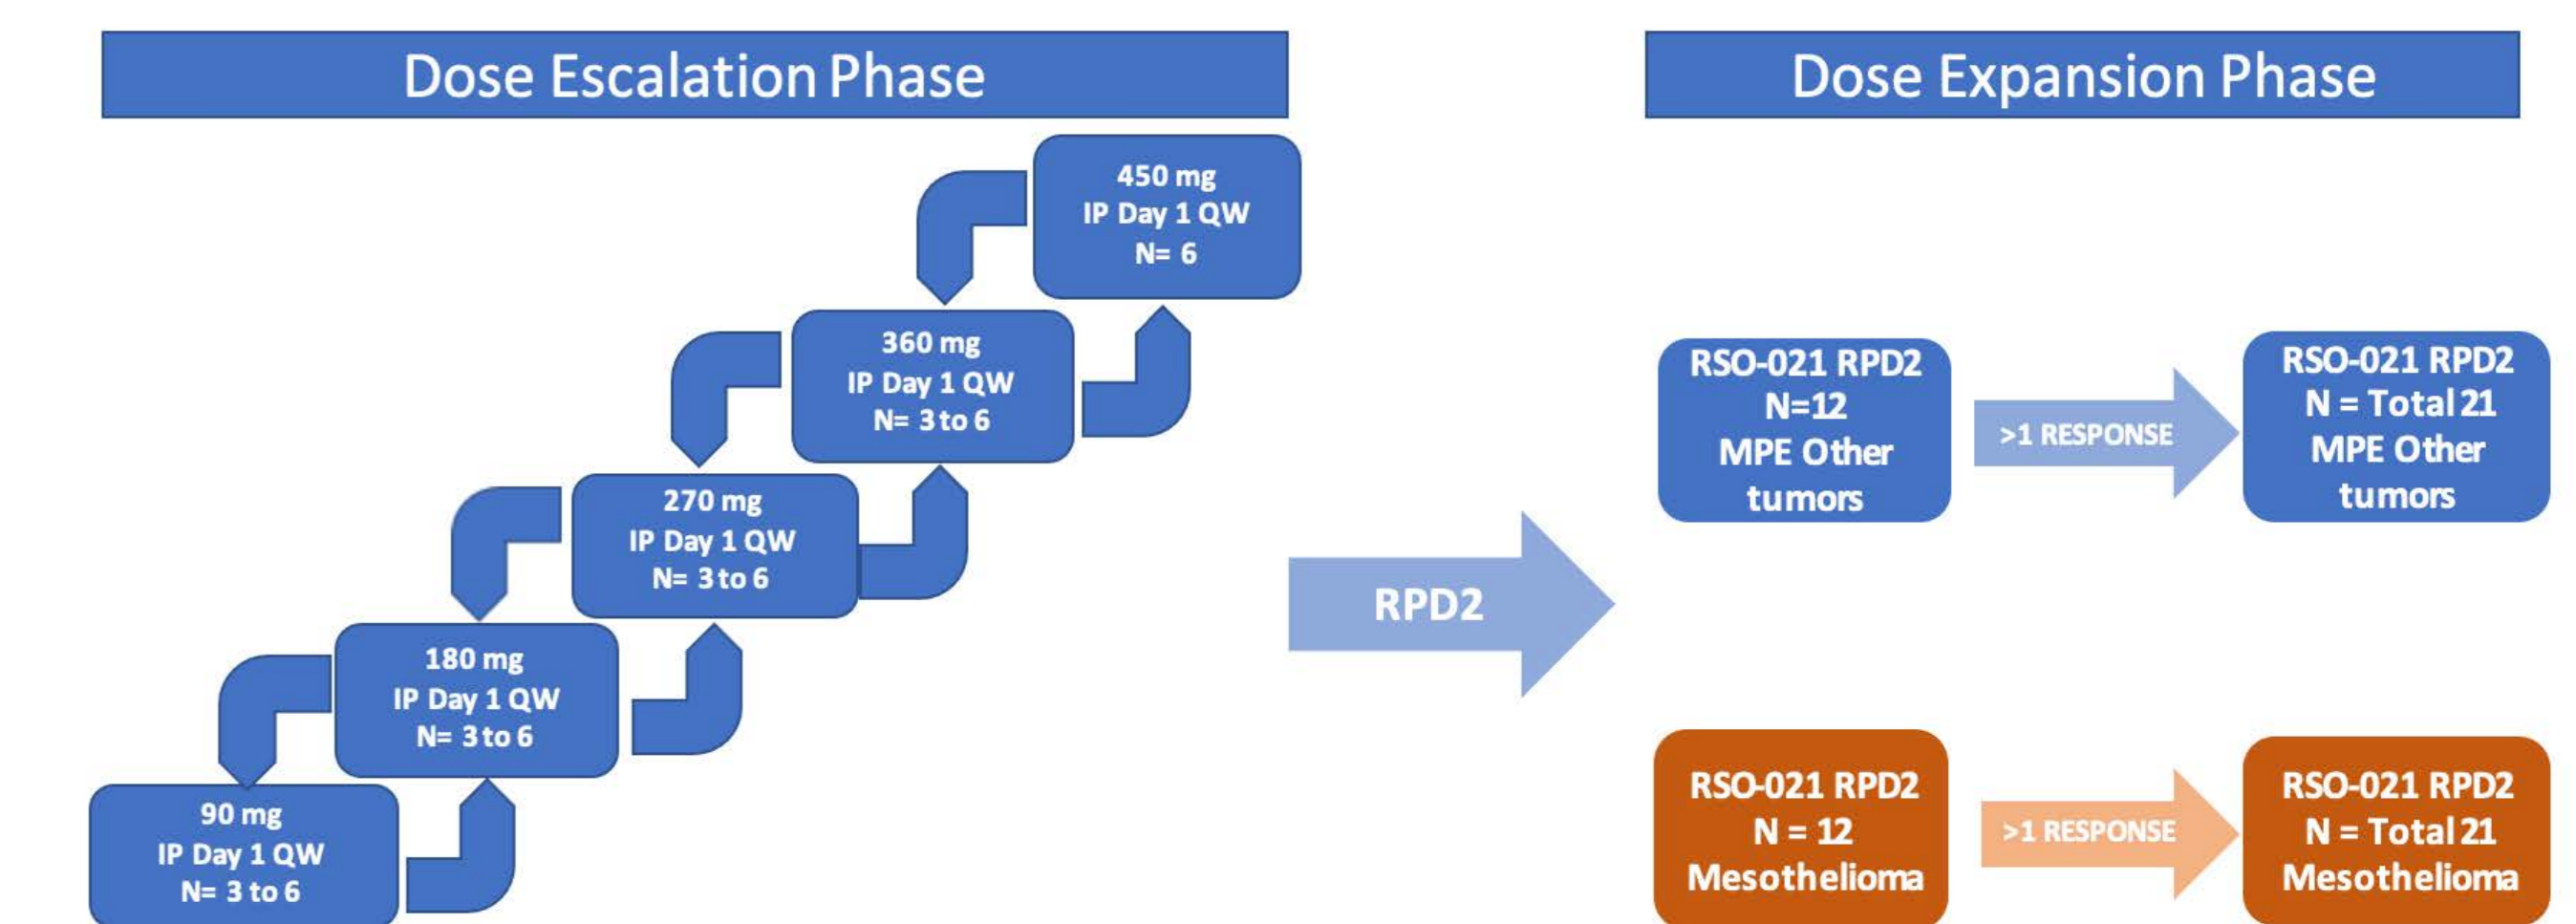 Dose Escalation Phase
450 mg
IP Day 1 QW
N= 6
360 mg
IP Day 1 QW
N= 3 to 6
270 mg
IP Day 1 QW
N= 3 to 6
180 mg
IP Day 1 QW
N= 3 to 6
90 mg
IP Day 1 QW
N= 3 to 6
RPD2
Dose Expansion Phase
RSO-021 RPD2
N=12
MPE Other
tumors
>1 RESPONSE
RSO-021 RPD2
N = Total 21
MPE Other
tumors
RSO-021 RPD2
N = 12
Mesothelioma
>1 RESPONSE
RSO-021 RPD2
N = Total 21
Mesothelioma